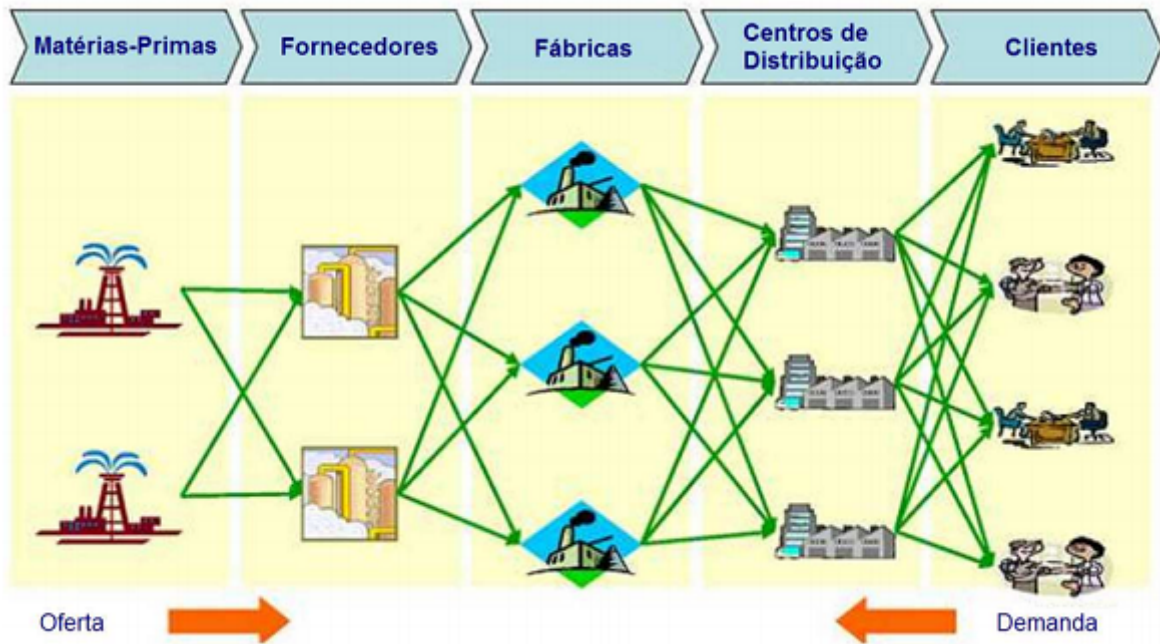 Matérias-Primas
Fornecedores
Fábricas
Centros de
Distribuição
Clientes
Oferta
Demanda